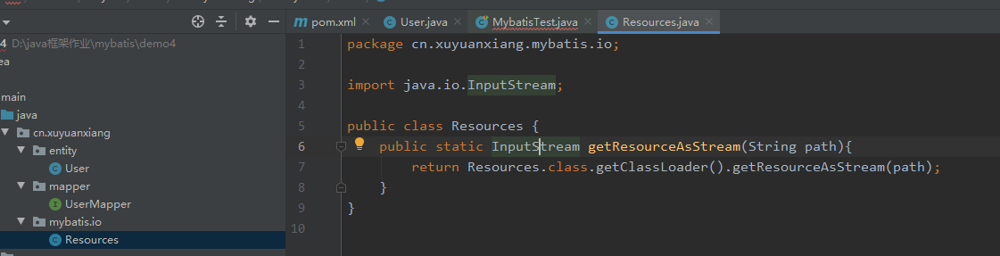 pom.xml
User.java
MybatisTest.java
Resources.java
4 D:\java框架作业\mybatis\demo4
ea
main
java
cn.xuyuanxiang
entity
User
mapper
UserMapper
mybatis.io
Resources
1 package cn.xuyuanxiang.mybatis.io;
2
3 import java.io.InputStream;
4
5 public class Resources {
6 public static InputStream getResourceAsStream(String path){
7 return Resources.class.getClassLoader().getResourceAsStream(path);
8 }
9 }
10